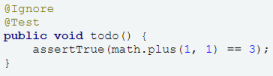 @Ignore
@Test
public void todo() {
    assertTrue(math.plus(1, 1) == 3);
}